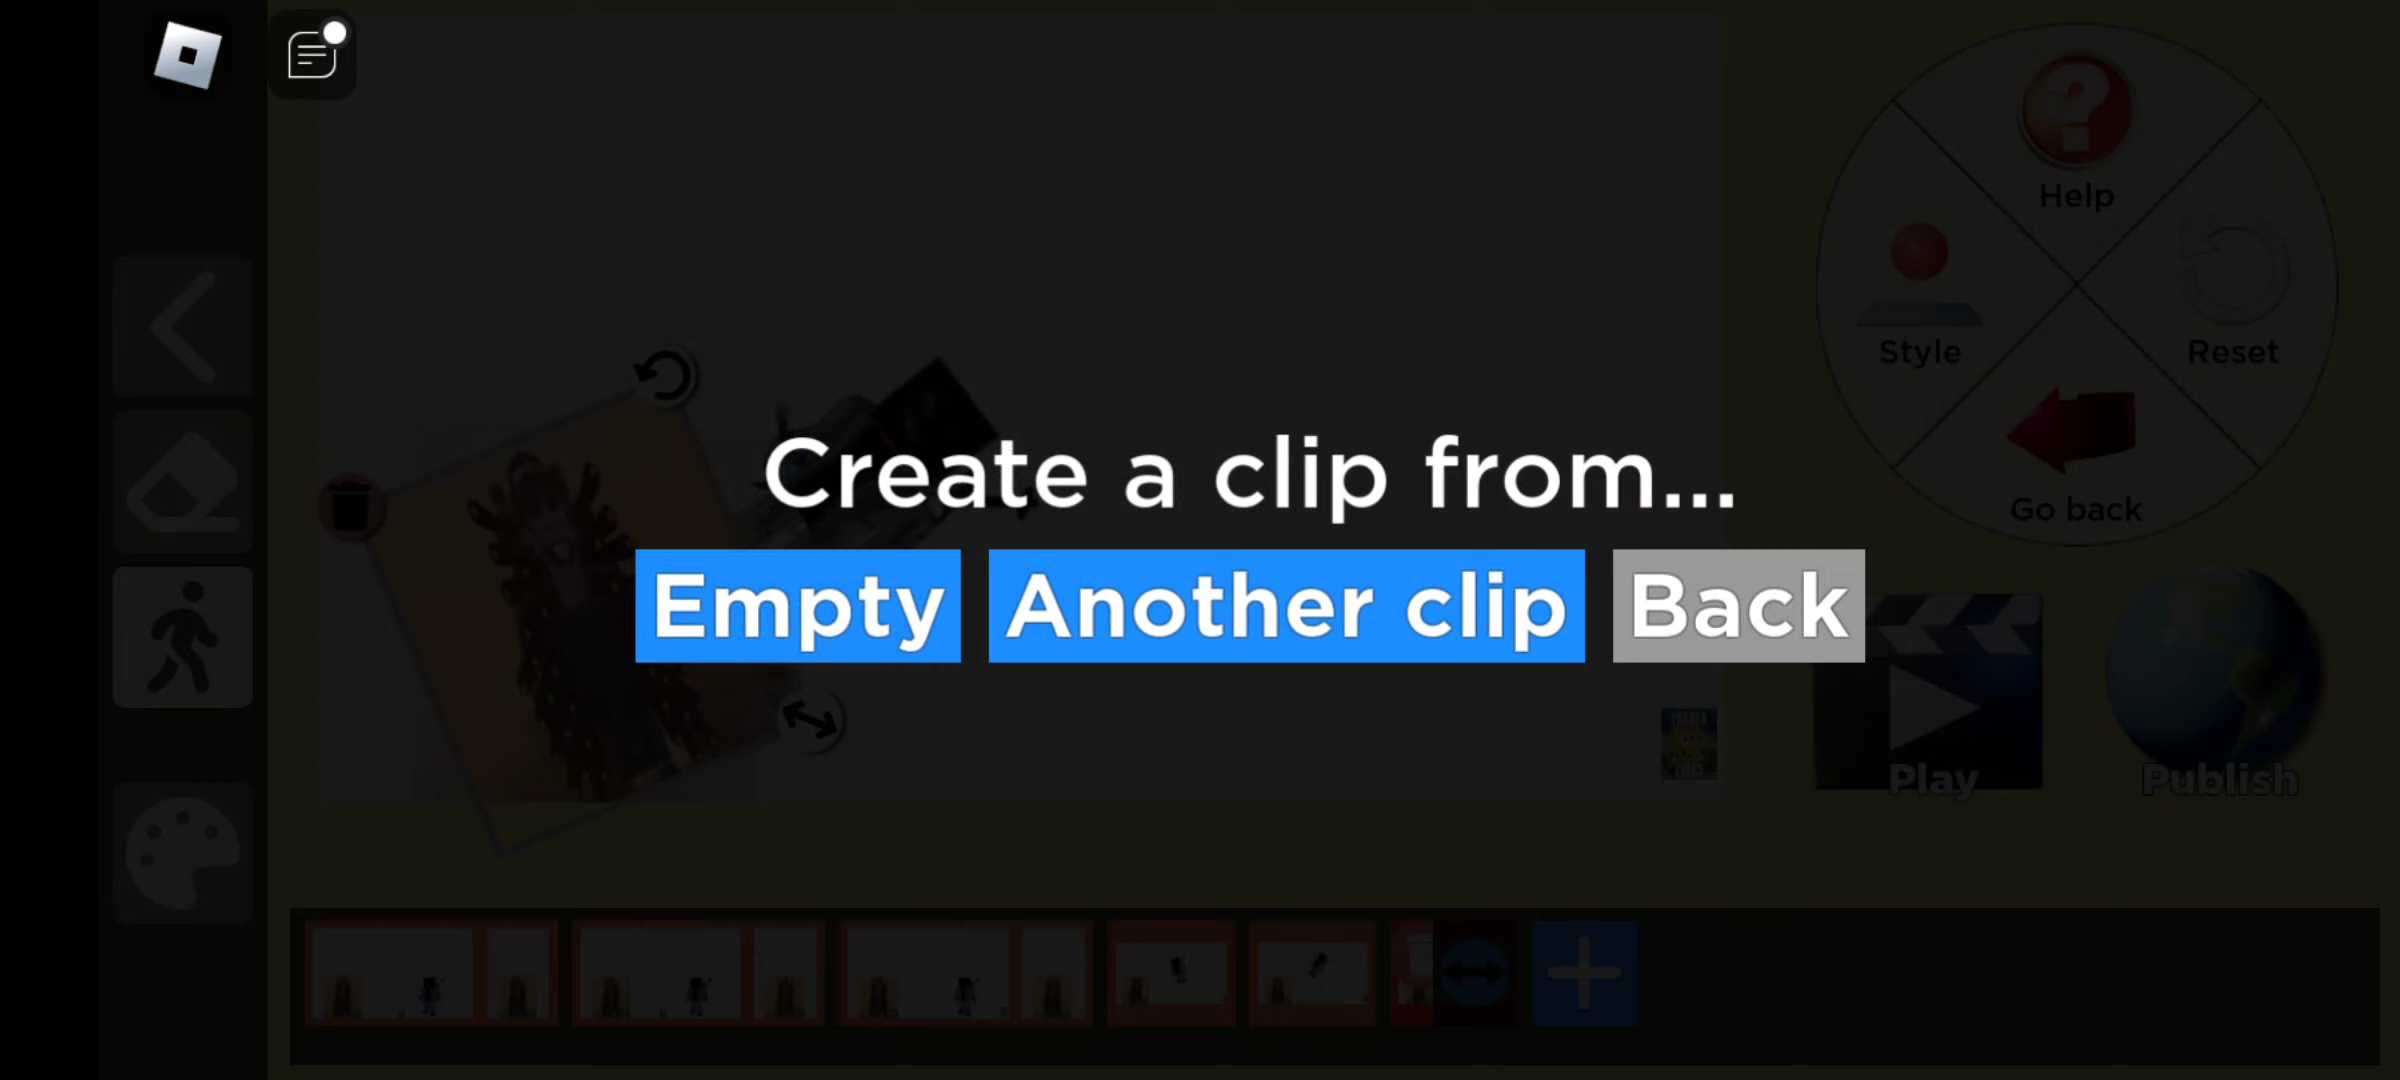 Help
Style
Reset
Create a clip from...
Go back
Empty Another clip Back
Play
Publish